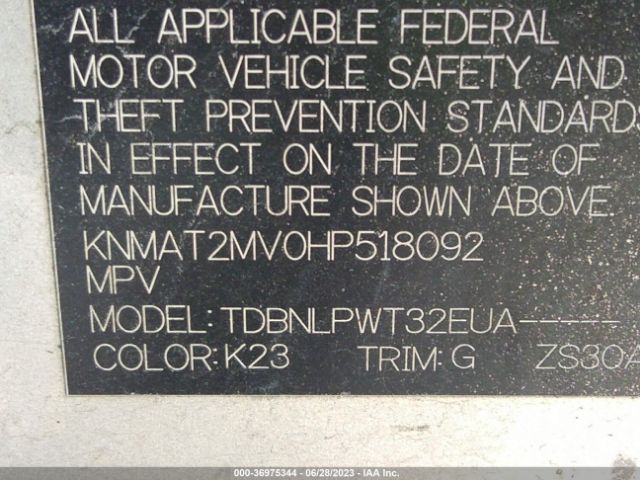 ALL APPLICABLE FEDERAL
MOTOR VEHICLE SAFETY AND
THEFT PREVENTION STANDARDS
IN EFFECT ON THE DATE OF
MANUFACTURE SHOWN ABOVE.
KNMAT2MV0HP518092
MPV
MODEL: TDBNLPWT32EUA------
COLOR: K23 TRIM: G ZS30A
000-36975344 | 06/28/2023 | IAA Inc.